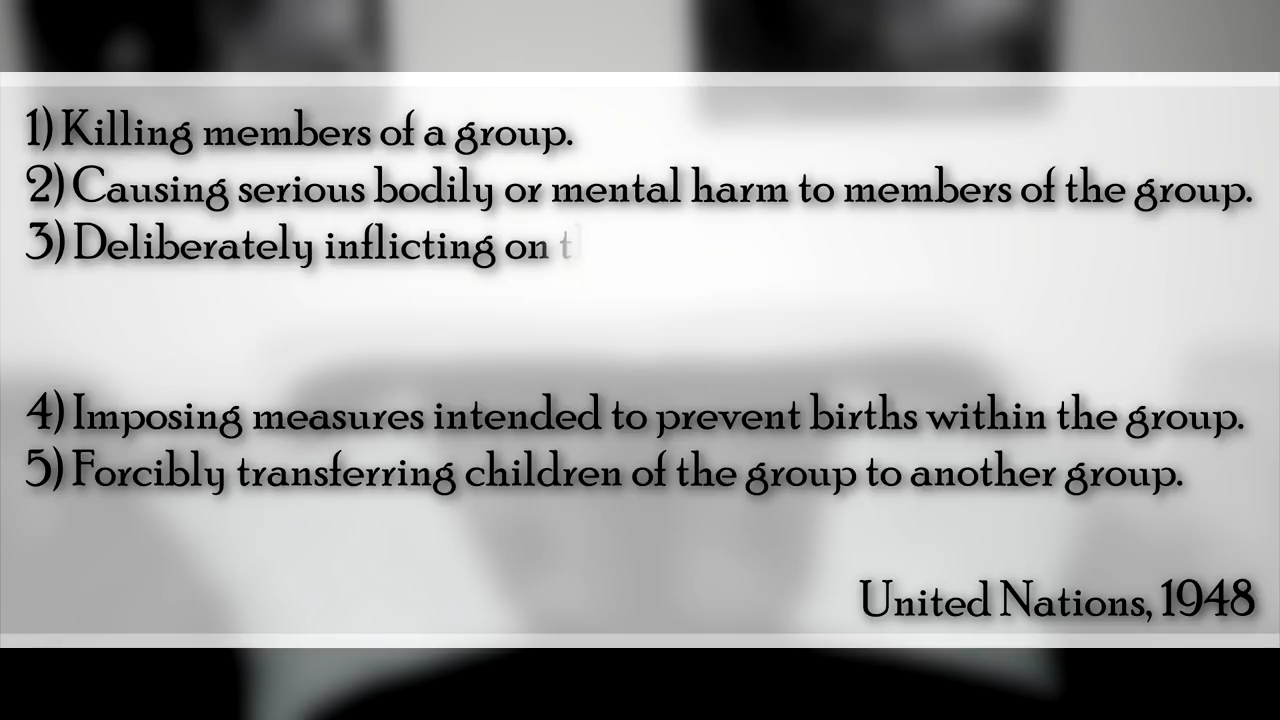 1) Killing members of a group.
2) Causing serious bodily or mental harm to members of the group.
3) Deliberately inflicting on
4) Imposing measures intended to prevent births within the group.
5) Forcibly transferring children of the group to another group.
United Nations, 1948